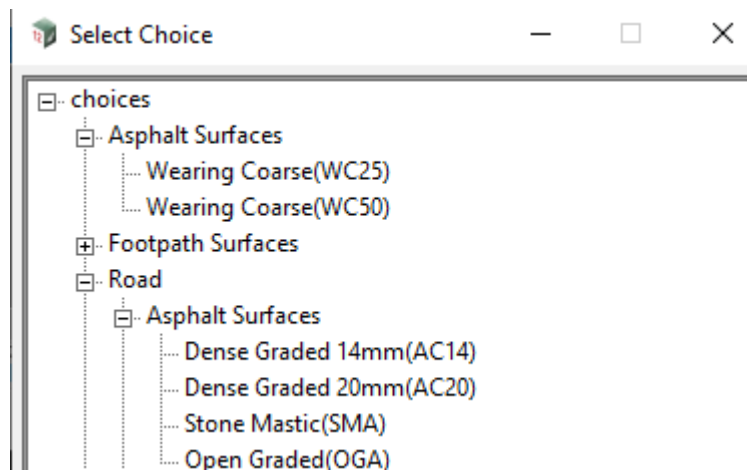 Select Choice
choices
Asphalt Surfaces
Wearing Coarse(WC25)
Wearing Coarse(WC50)
Footpath Surfaces
Road
Asphalt Surfaces
Dense Graded 14mm(AC14)
Dense Graded 20mm(AC20)
Stone Mastic(SMA)
Open Graded(OGA)